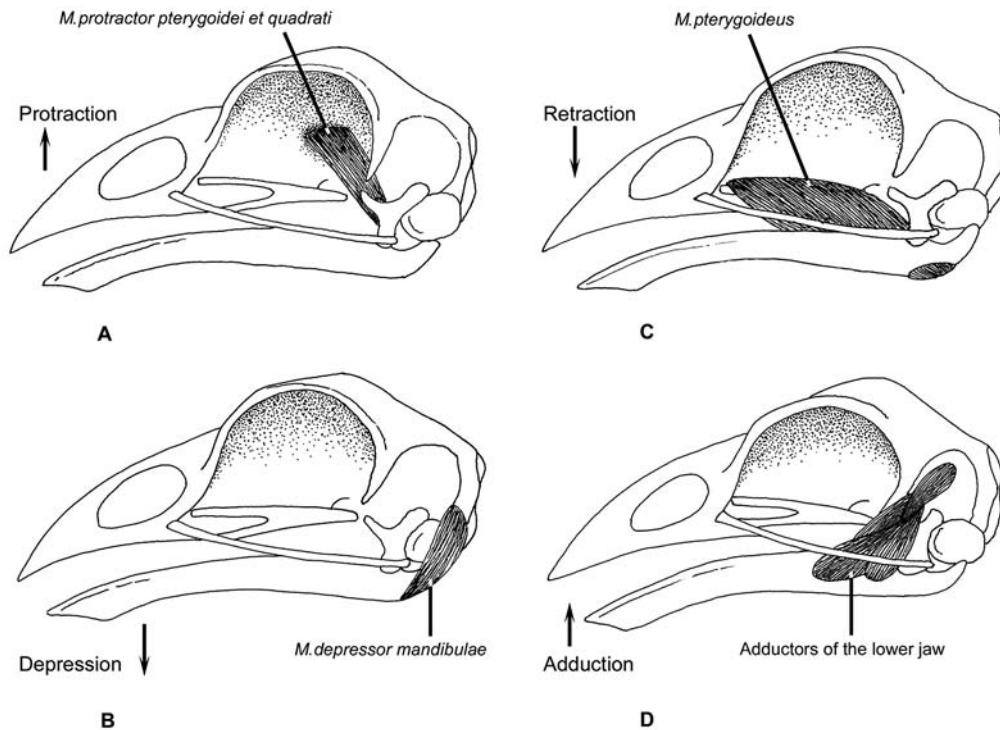 M.protractor pterygoidei et quadrati
Protraction
A
M.pterygoideus
Retraction
C
Depression
M.depressor mandibulae
B
Adduction
Adductors of the lower jaw
D